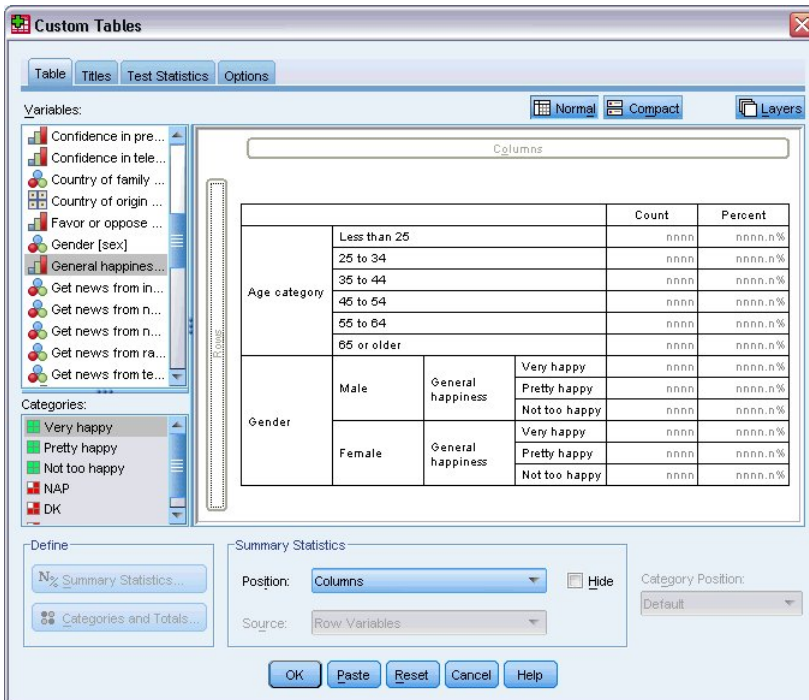 Custom Tables
Table Titles Test Statistics Options
Variables:
Normal Compact Layers
Confidence in pre...
Confidence in tele...
Country of family ...
Country of origin ...
Favor or oppose ...
Gender [sex]
General happines...
Get news from in...
Get news from n...
Get news from n...
Get news from ra...
Get news from te...
Categories:
Very happy
Pretty happy
Not too happy
NAP
DK
Columns
Rows
Count Percent
Age category Less than 25 nnnn nnnn.n%
25 to 34 nnnn nnnn.n%
35 to 44 nnnn nnnn.n%
45 to 54 nnnn nnnn.n%
55 to 64 nnnn nnnn.n%
65 or older nnnn nnnn.n%
Gender Male General happiness Very happy nnnn nnnn.n%
Pretty happy nnnn nnnn.n%
Not too happy nnnn nnnn.n%
Female General happiness Very happy nnnn nnnn.n%
Pretty happy nnnn nnnn.n%
Not too happy nnnn nnnn.n%
Define
N% Summary Statistics...
Categories and Totals...
Summary Statistics
Position: Columns Hide
Source: Row Variables
Category Position:
Default
OK Paste Reset Cancel Help